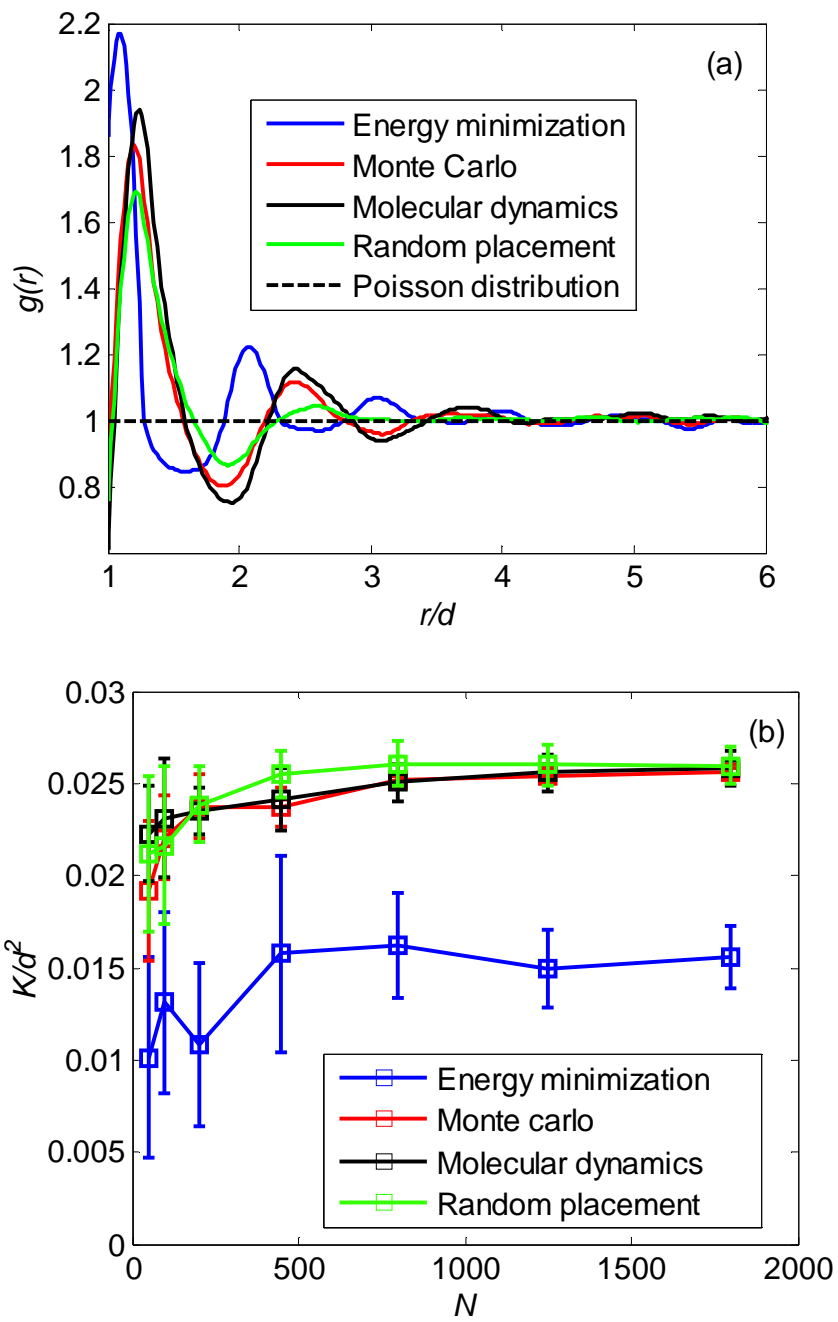 2.2
2
1.8
1.6
1.4
1.2
1
0.8
g(r)
(a)
Energy minimization
Monte Carlo
Molecular dynamics
Random placement
Poisson distribution
1 2 3 4 5 6
r/d
0.03
0.025
0.02
0.015
0.01
0.005
0
K/d²
(b)
Energy minimization
Monte carlo
Molecular dynamics
Random placement
0 500 1000 1500 2000
N